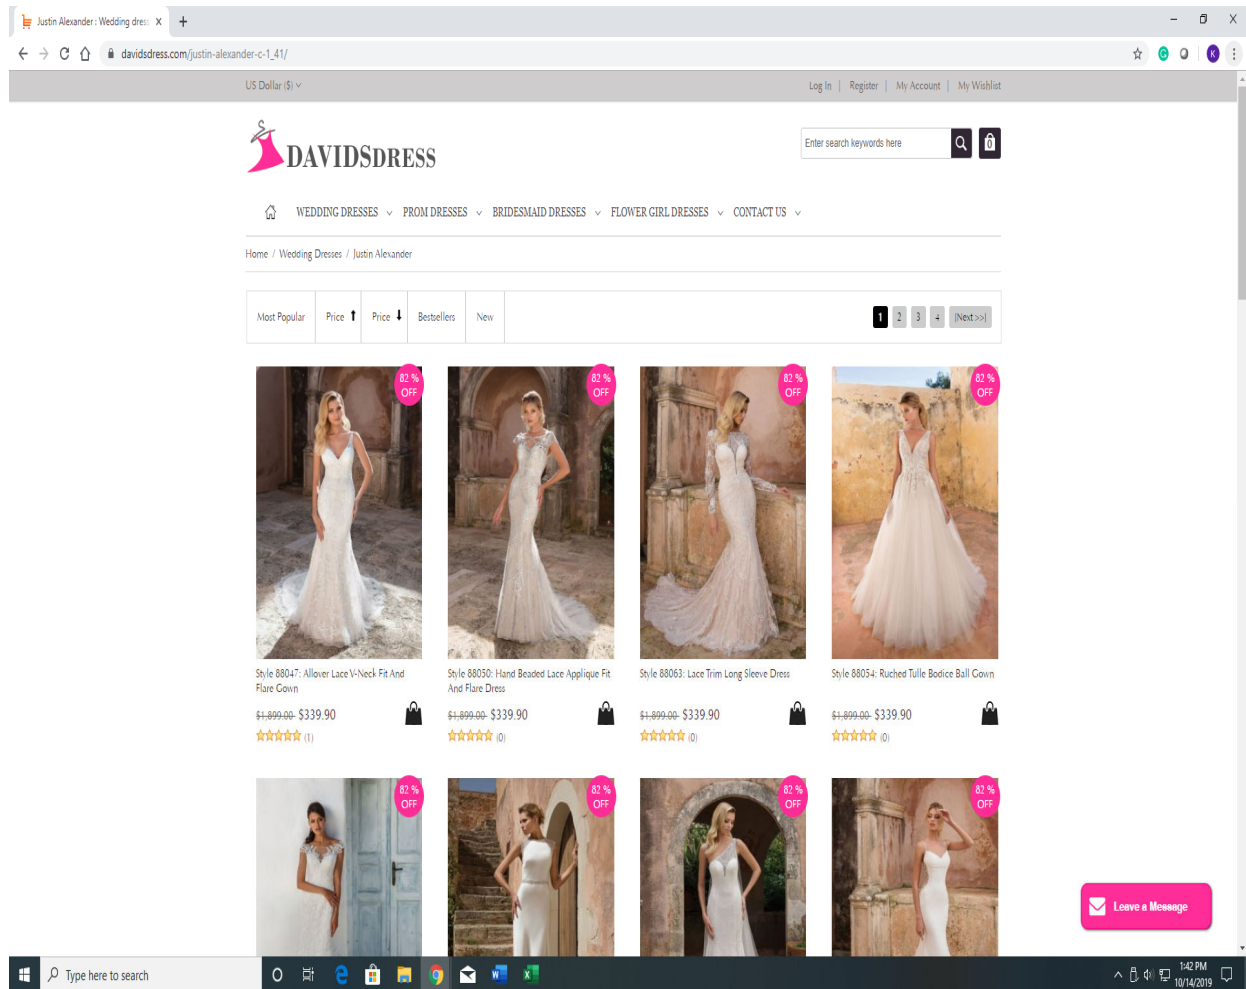 Justin Alexander : Wedding dres
davidsdress.com/justin-alexander-c-1_41/
K
US Dollar ($)
Log In | Register | My Account | My Wishlist
DAVIDSDRESS
Enter search keywords here
0
WEDDING DRESSES PROM DRESSES BRIDESMAID DRESSES FLOWER GIRL DRESSES CONTACT US
Home / Wedding Dresses / Justin Alexander
Most Popular Price Price Bestsellers New
1 2 3 4 [Next >>]
82 %
OFF
82 %
OFF
82 %
OFF
82 %
OFF
Style 88047: Allover Lace V-Neck Fit And
Flare Gown
$1,899.00 $339.90
(1)
Style 88050: Hand Beaded Lace Applique Fit
And Flare Dress
$1,899.00 $339.90
(0)
Style 88063: Lace Trim Long Sleeve Dress
$1,899.00 $339.90
(0)
Style 88054: Ruched Tulle Bodice Ball Gown
$1,899.00 $339.90
(0)
82 %
OFF
82 %
OFF
82 %
OFF
82 %
OFF
Leave a Message
Type here to search
1:42 PM
10/14/2019